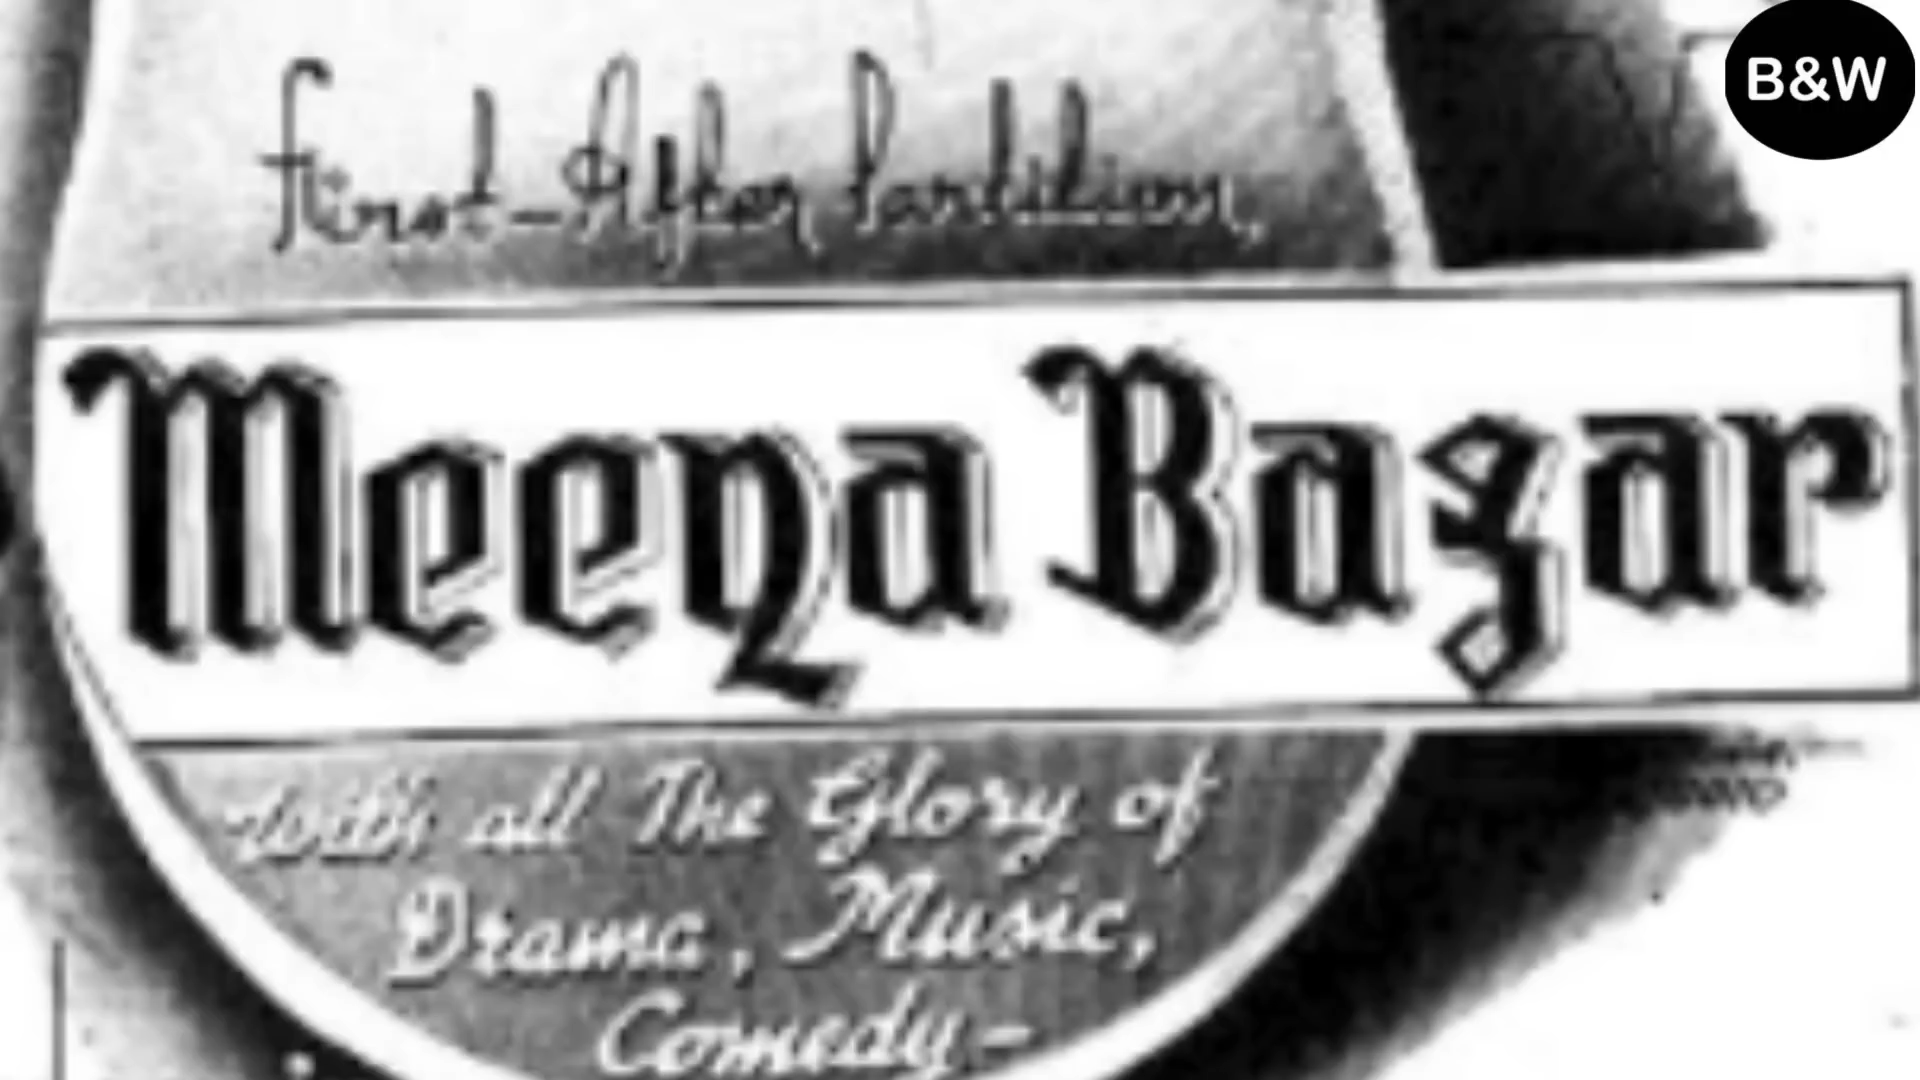 B&W
First-After Partition,
Meena Bazar
with all The Glory of
Drama, Music,
Comedy-